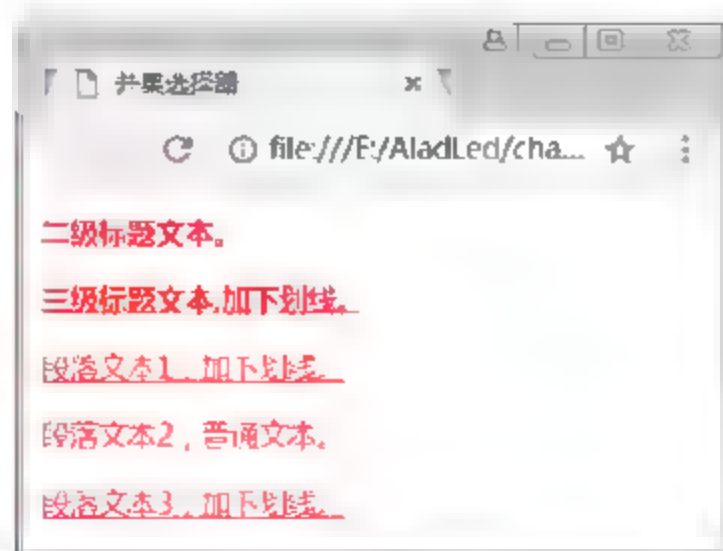 并集选择器
file:///E:/AladLed/cha...
二级标题文本。
三级标题文本,加下划线。
段落文本1，加下划线。
段落文本2，普通文本。
段落文本3，加下划线。